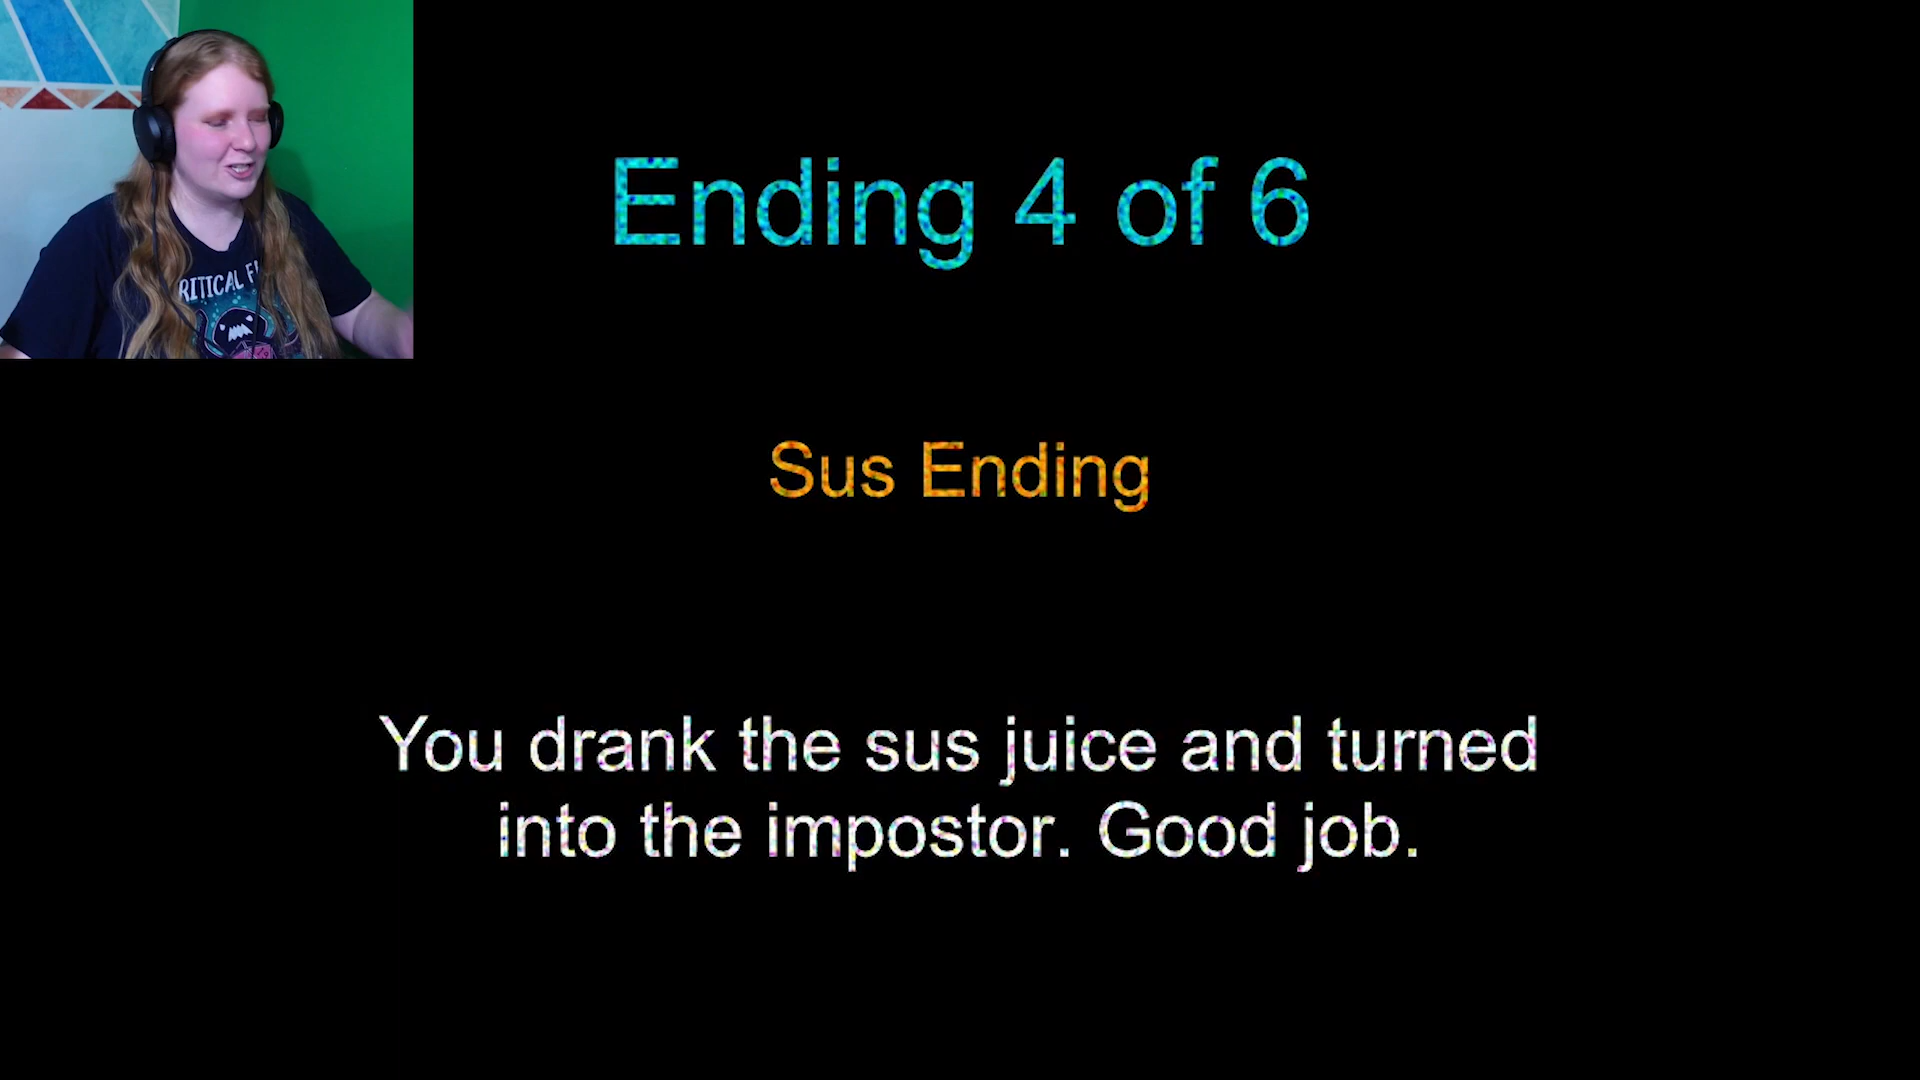 Ending 4 of 6
RITICAL F
Sus Ending
You drank the sus juice and turned
into the impostor. Good job.